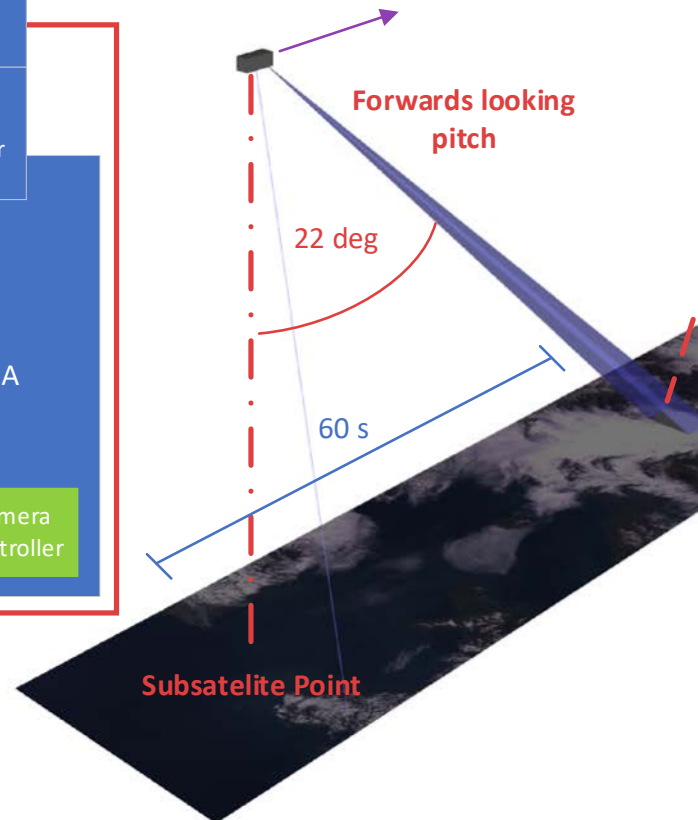 Forwards looking
pitch
22 deg
60 s
Subsatelite Point
r
A
mera
troller